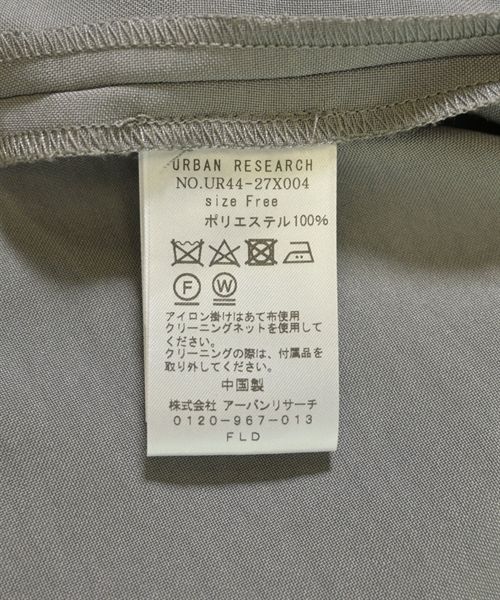 URBAN RESEARCH
NO.UR44-27X004
size Free
ポリエステル100%
F W
アイロン掛けはあて布使用
クリーニングネットを使用して
ください。
クリーニングの際は、付属品を
取り外してください。
中国製
株式会社 アーバンリサーチ
0120-967-013
FLD